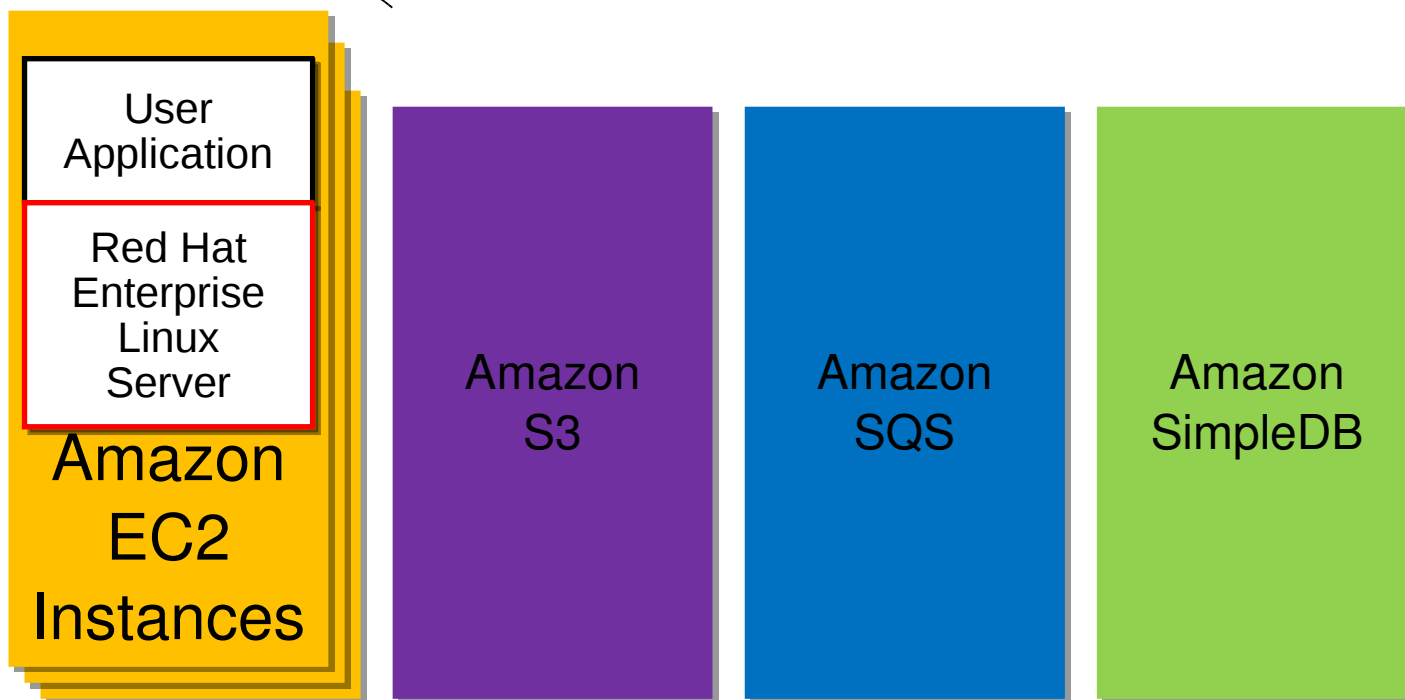 User
Application
Red Hat
Enterprise
Linux
Server
Amazon
EC2
Instances
Amazon
S3
Amazon
SQS
Amazon
SimpleDB